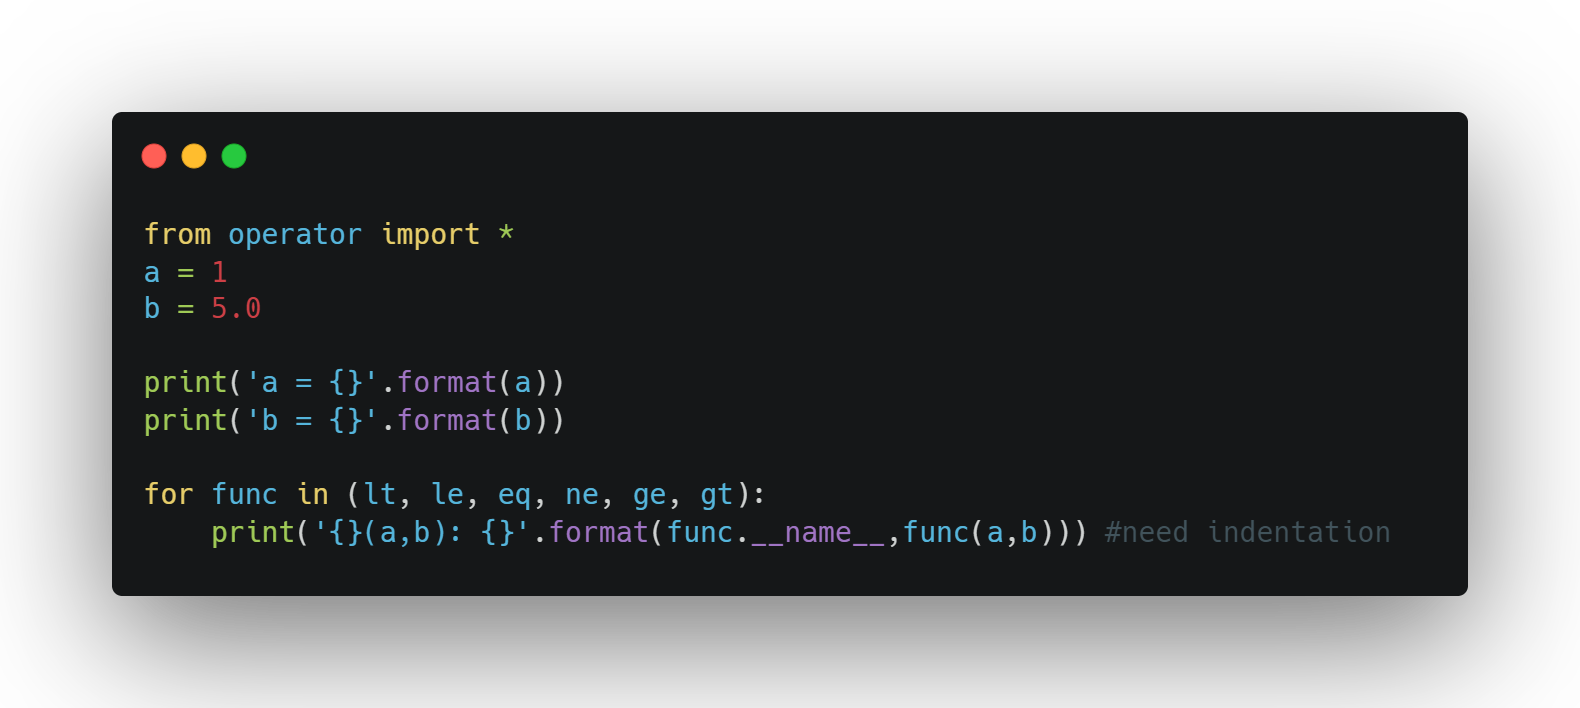 from operator import *
a = 1
b = 5.0
print('a = {}'.format(a))
print('b = {}'.format(b))
for func in (lt, le, eq, ne, ge, gt):
    print('{}(a,b): {}'.format(func.__name__,func(a,b))) #need indentation